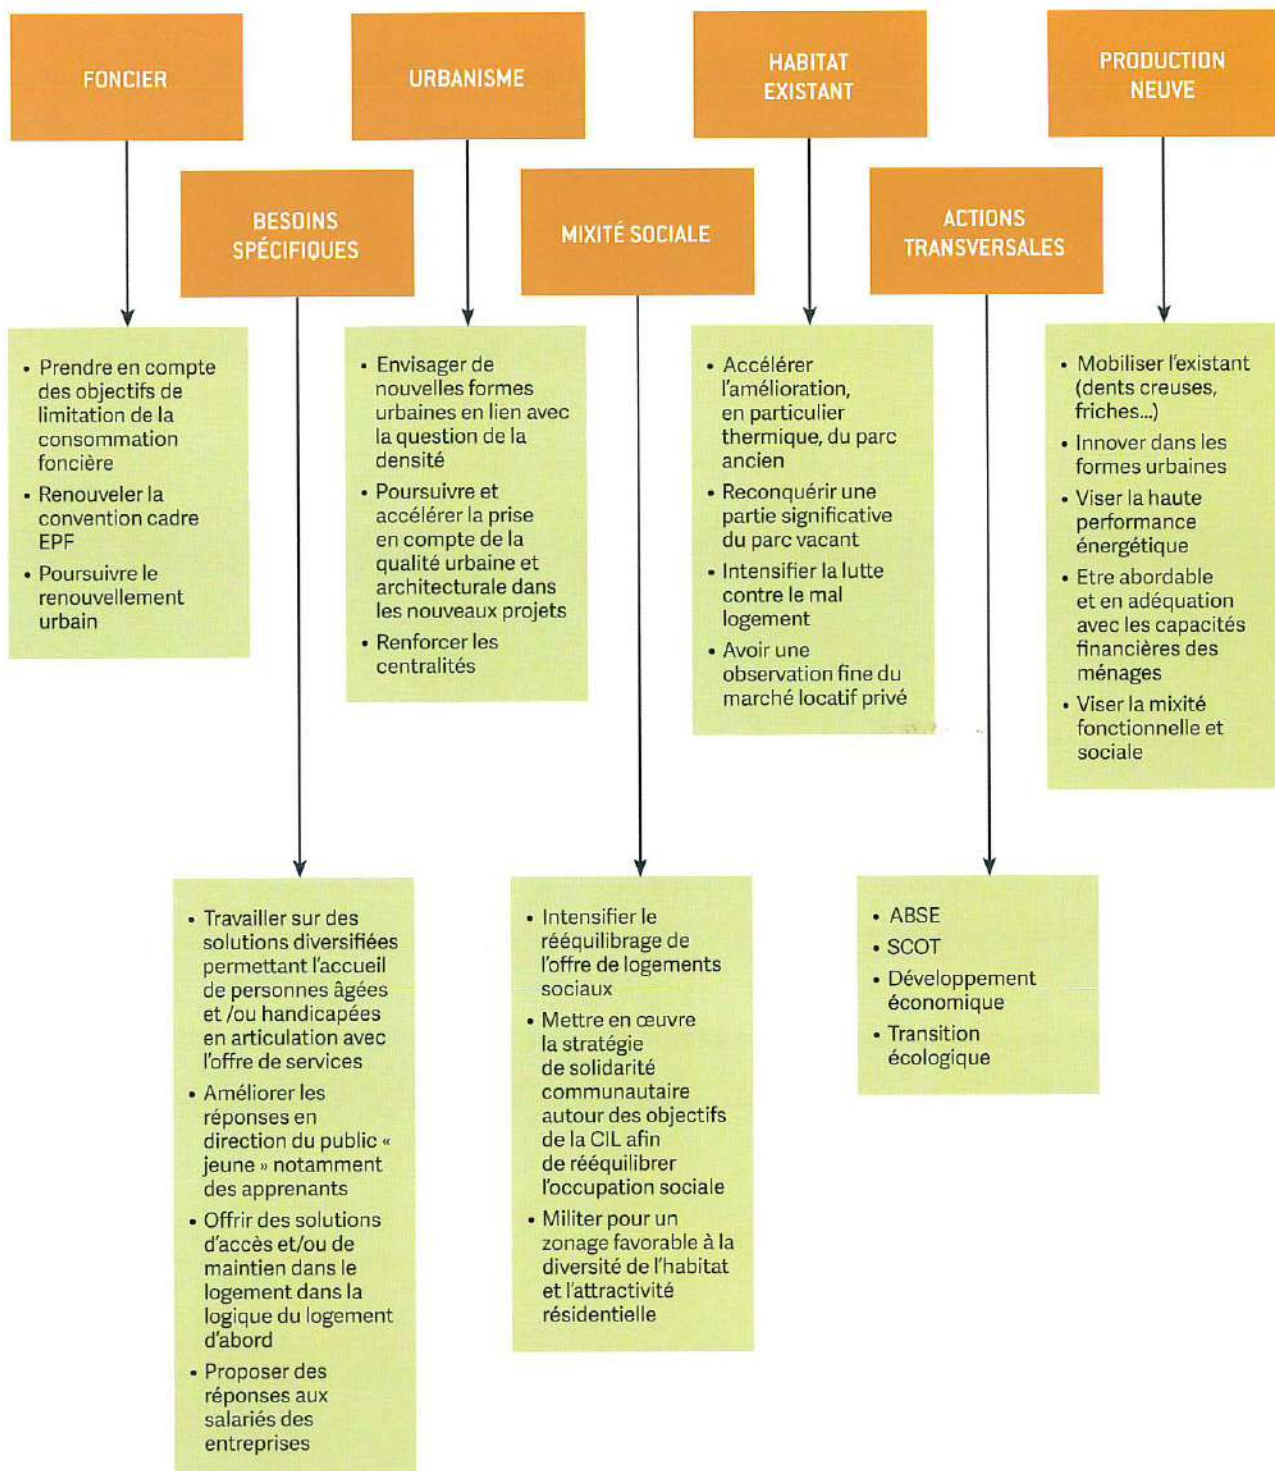 FONCIER
URBANISME
HABITAT
EXISTANT
PRODUCTION
NEUVE
BESOINS
SPÉCIFIQUES
MIXITÉ SOCIALE
ACTIONS
TRANSVERSALES
• Prendre en compte
des objectifs de
limitation de la
consommation
foncière
• Renouveler la
convention cadre
EPF
• Poursuivre le
renouvellement
urbain
• Envisager de
nouvelles formes
urbaines en lien avec
la question de la
densité
• Poursuivre et
accélérer la prise
en compte de la
qualité urbaine et
architecturale dans
les nouveaux projets
• Renforcer les
centralités
• Accélérer
l'amélioration,
en particulier
thermique, du parc
ancien
• Reconquérir une
partie significative
du parc vacant
• Intensifier la lutte
contre le mal
logement
• Avoir une
observation fine du
marché locatif privé
• Mobiliser l'existant
(dents creuses,
friches...)
• Innover dans les
formes urbaines
• Viser la haute
performance
énergétique
• Etre abordable
et en adéquation
avec les capacités
financières des
ménages
• Viser la mixité
fonctionnelle et
sociale
• Travailler sur des
solutions diversifiées
permettant l'accueil
de personnes âgées
et /ou handicapées
en articulation avec
l'offre de services
• Améliorer les
réponses en
direction du public «
jeune » notamment
des apprenants
• Offrir des solutions
d'accès et/ou de
maintien dans le
logement dans la
logique du logement
d'abord
• Proposer des
réponses aux
salariés des
entreprises
• Intensifier le
rééquilibrage de
l'offre de logements
sociaux
• Mettre en œuvre
la stratégie
de solidarité
communautaire
autour des objectifs
de la CIL afin
de rééquilibrer
l'occupation sociale
• Militer pour un
zonage favorable à la
diversité de l'habitat
et l'attractivité
résidentielle
• ABSE
• SCOT
• Développement
économique
• Transition
écologique